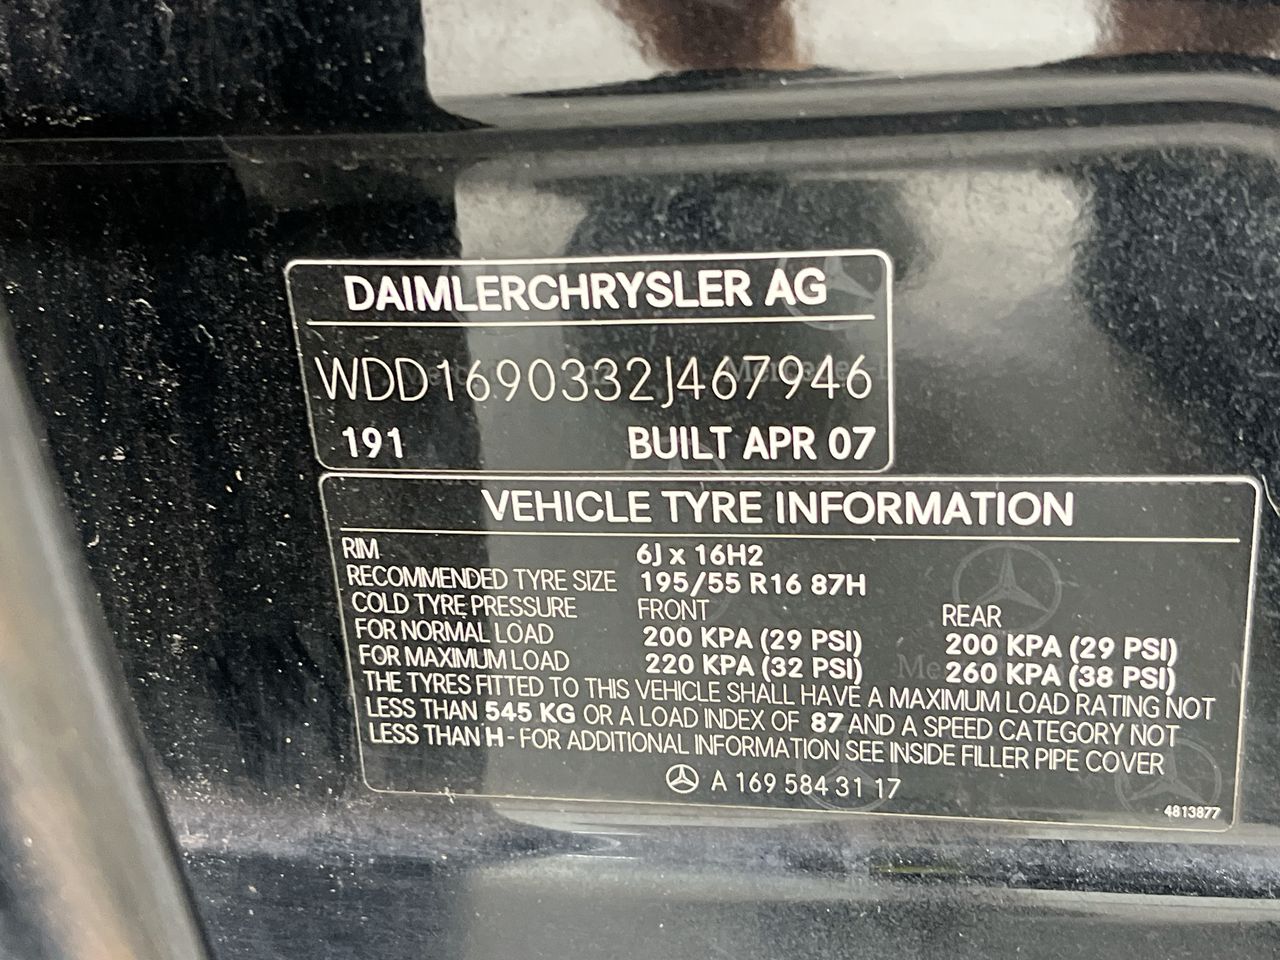 DAIMLERCHRYSLER AG
WDD1690332J467946
191 BUILT APR 07
VEHICLE TYRE INFORMATION
RIM 6J x 16H2
RECOMMENDED TYRE SIZE 195/55 R16 87H
COLD TYRE PRESSURE FRONT REAR
FOR NORMAL LOAD 200 KPA (29 PSI) 200 KPA (29 PSI)
FOR MAXIMUM LOAD 220 KPA (32 PSI) 260 KPA (38 PSI)
THE TYRES FITTED TO THIS VEHICLE SHALL HAVE A MAXIMUM LOAD RATING NOT
LESS THAN 545 KG OR A LOAD INDEX OF 87 AND A SPEED CATEGORY NOT
LESS THAN H - FOR ADDITIONAL INFORMATION SEE INSIDE FILLER PIPE COVER
A 169 584 31 17
4813877